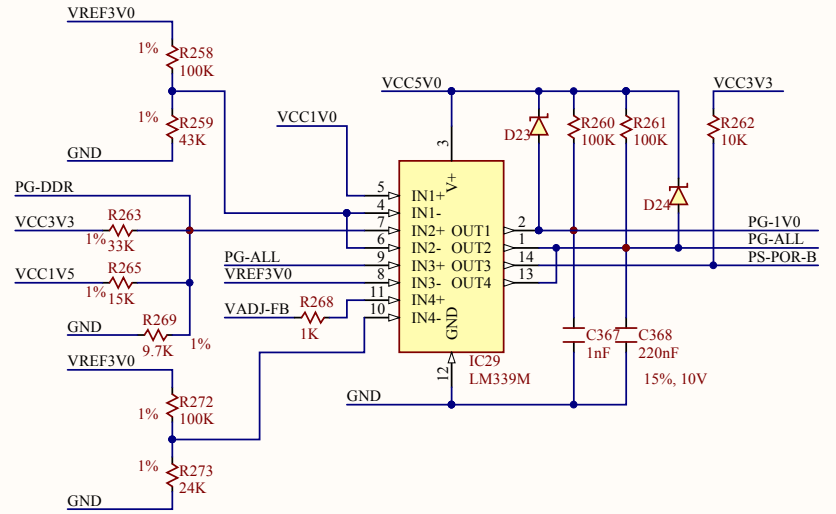 VREF3V0
1% R258
100K
1% R259
43K
GND
VCC5V0
VCC3V3
VCC1V0
D23
R260
100K
R261
100K
R262
10K
D24
3
V+
PG-DDR
VCC3V3
R263
1% 33K
VCC1V5
R265
1% 15K
GND
R269
9.7K 1%
PG-ALL
VREF3V0
VADJ-FB
R268
1K
5 IN1+
4 IN1-
7 IN2+ OUT1 2
6 IN2- OUT2 1
9 IN3+ OUT3 14
8 IN3- OUT4 13
11 IN4+
10 IN4-
GND
12
IC29
LM339M
PG-1V0
PG-ALL
PS-POR-B
C367
1nF
C368
220nF
15%, 10V
GND
VREF3V0
1% R272
100K
1% R273
24K
GND